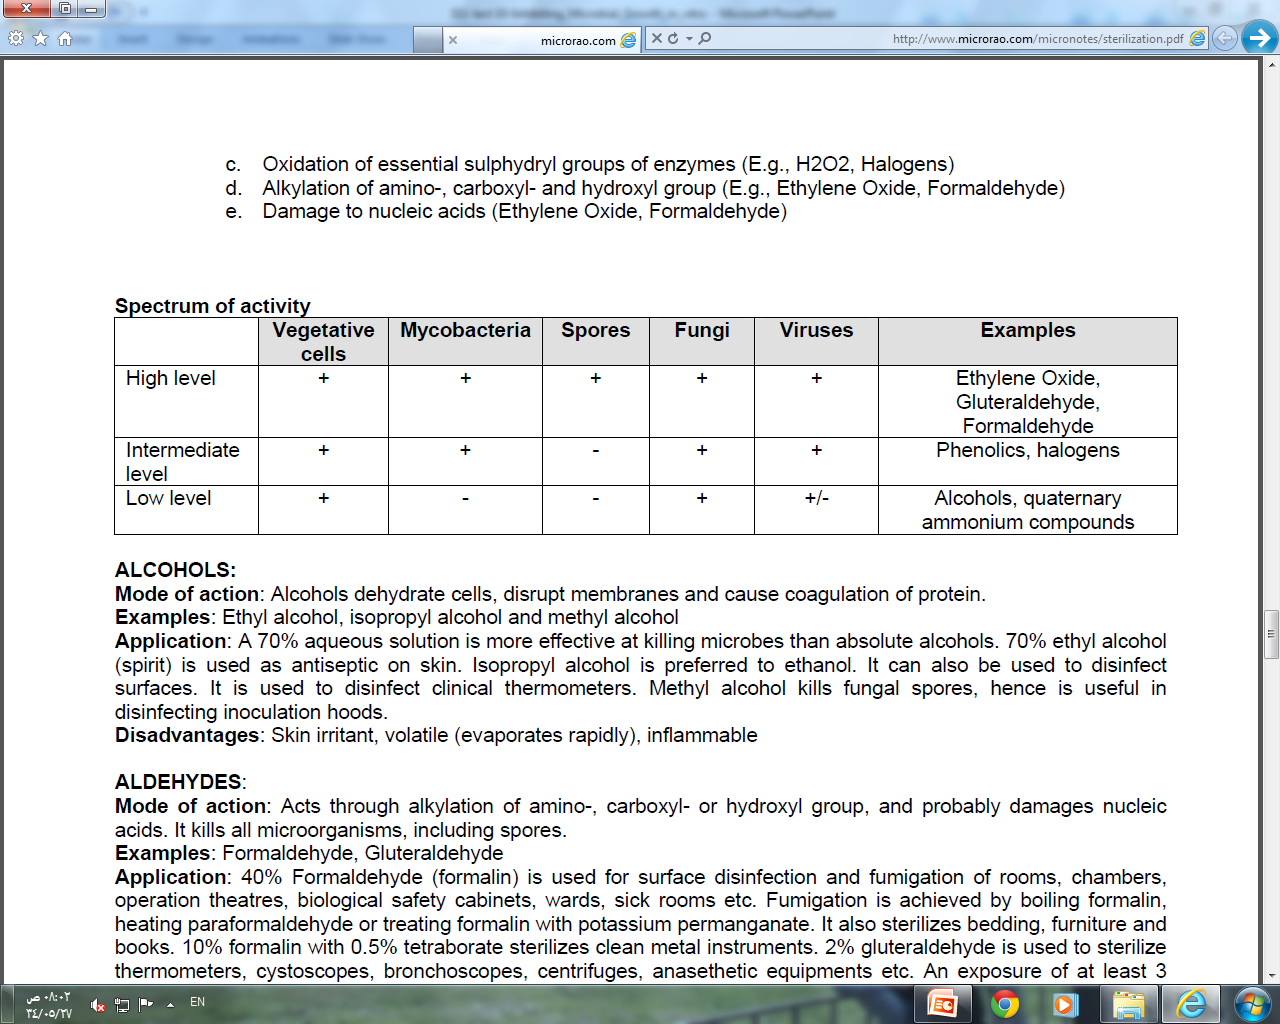 microrao.com
http://www.microrao.com/micronotes/sterilization.pdf
c. Oxidation of essential sulphydryl groups of enzymes (E.g., H2O2, Halogens)
d. Alkylation of amino-, carboxyl- and hydroxyl group (E.g., Ethylene Oxide, Formaldehyde)
e. Damage to nucleic acids (Ethylene Oxide, Formaldehyde)
Spectrum of activity
Vegetative cells Mycobacteria Spores Fungi Viruses Examples
High level + + + + + Ethylene Oxide,
Gluteraldehyde,
Formaldehyde
Intermediate level + + - + + Phenolics, halogens
Low level + - - + +/- Alcohols, quaternary
ammonium compounds
ALCOHOLS:
Mode of action: Alcohols dehydrate cells, disrupt membranes and cause coagulation of protein.
Examples: Ethyl alcohol, isopropyl alcohol and methyl alcohol
Application: A 70% aqueous solution is more effective at killing microbes than absolute alcohols. 70% ethyl alcohol
(spirit) is used as antiseptic on skin. Isopropyl alcohol is preferred to ethanol. It can also be used to disinfect
surfaces. It is used to disinfect clinical thermometers. Methyl alcohol kills fungal spores, hence is useful in
disinfecting inoculation hoods.
Disadvantages: Skin irritant, volatile (evaporates rapidly), inflammable
ALDEHYDES:
Mode of action: Acts through alkylation of amino-, carboxyl- or hydroxyl group, and probably damages nucleic
acids. It kills all microorganisms, including spores.
Examples: Formaldehyde, Gluteraldehyde
Application: 40% Formaldehyde (formalin) is used for surface disinfection and fumigation of rooms, chambers,
operation theatres, biological safety cabinets, wards, sick rooms etc. Fumigation is achieved by boiling formalin,
heating paraformaldehyde or treating formalin with potassium permanganate. It also sterilizes bedding, furniture and
books. 10% formalin with 0.5% tetraborate sterilizes clean metal instruments. 2% gluteraldehyde is used to sterilize
thermometers, cystoscopes, bronchoscopes, centrifuges, anasethetic equipments etc. An exposure of at least 3
٠٨:٠٢ ص
٣٤/٠٥/٢٧
EN